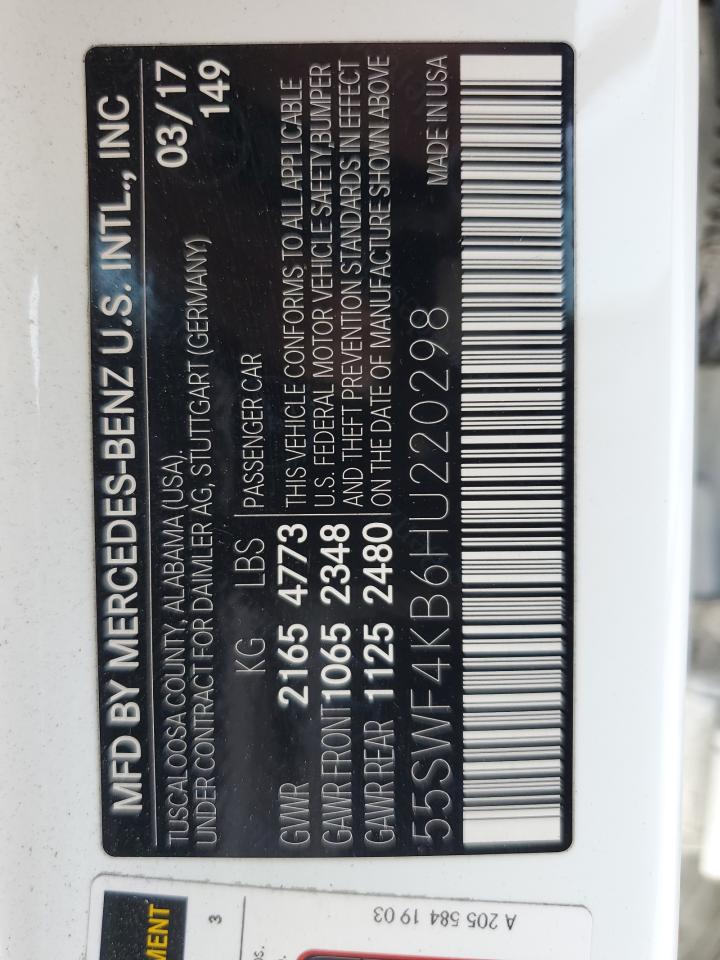 MFD BY MERCEDES-BENZ U.S. INTL., INC
TUSCALOOSA COUNTY, ALABAMA (USA), 03/17
UNDER CONTRACT FOR DAIMLER AG, STUTTGART (GERMANY) 149
KG LBS PASSENGER CAR
GVWR 2165 4773 THIS VEHICLE CONFORMS TO ALL APPLICABLE
GAWR FRONT 1065 2348 U.S. FEDERAL MOTOR VEHICLE SAFETY,BUMPER
AND THEFT PREVENTION STANDARDS IN EFFECT
GAWR REAR 1125 2480 ON THE DATE OF MANUFACTURE SHOWN ABOVE
55SWF4KB6HU220298 MADE IN USA
MENT
3
os.
A 205 584 19 03